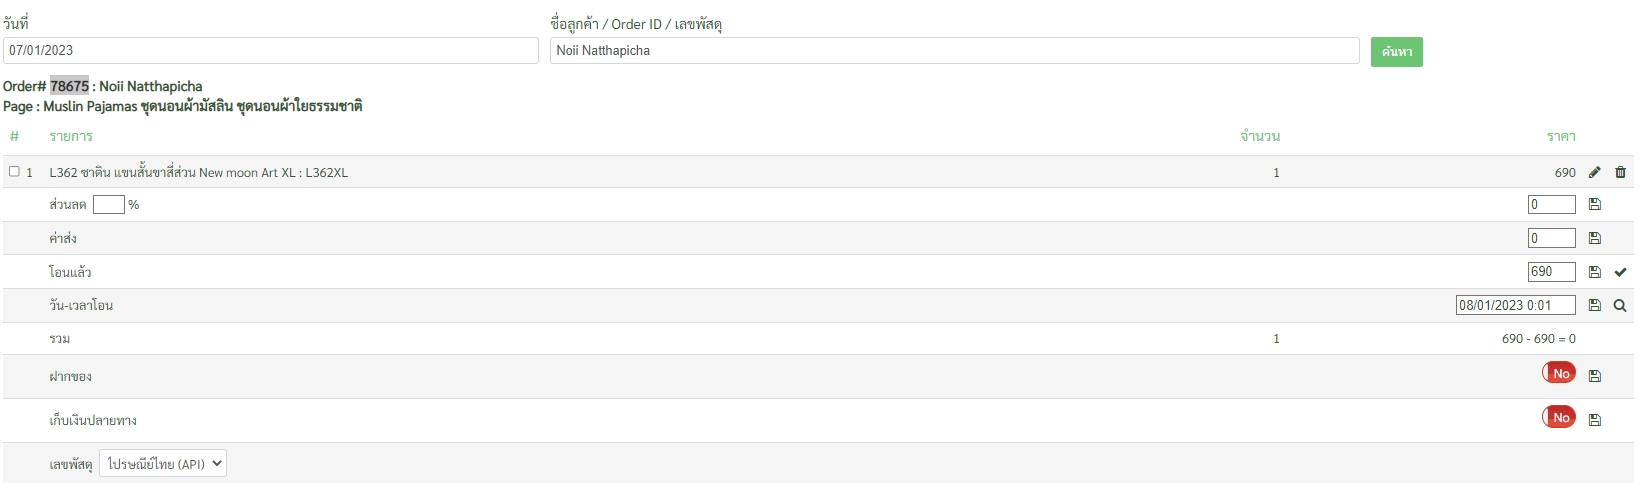 วันที่ ชื่อลูกค้า / Order ID / เลขพัสดุ
07/01/2023 Noii Natthapicha ค้นหา
Order# 78675 : Noii Natthapicha
Page : Muslin Pajamas ชุดนอนผ้ามัสลิน ชุดนอนผ้าใยธรรมชาติ
# รายการ จำนวน ราคา
1 L362 ซาติน แขนสั้นขาสี่ส่วน New moon Art XL : L362XL 1 690
ส่วนลด % 0
ค่าส่ง 0
โอนแล้ว 690
วัน-เวลาโอน 08/01/2023 0:01
รวม 1 690 - 690 = 0
ฝากของ No
เก็บเงินปลายทาง No
เลขพัสดุ ไปรษณีย์ไทย (API)